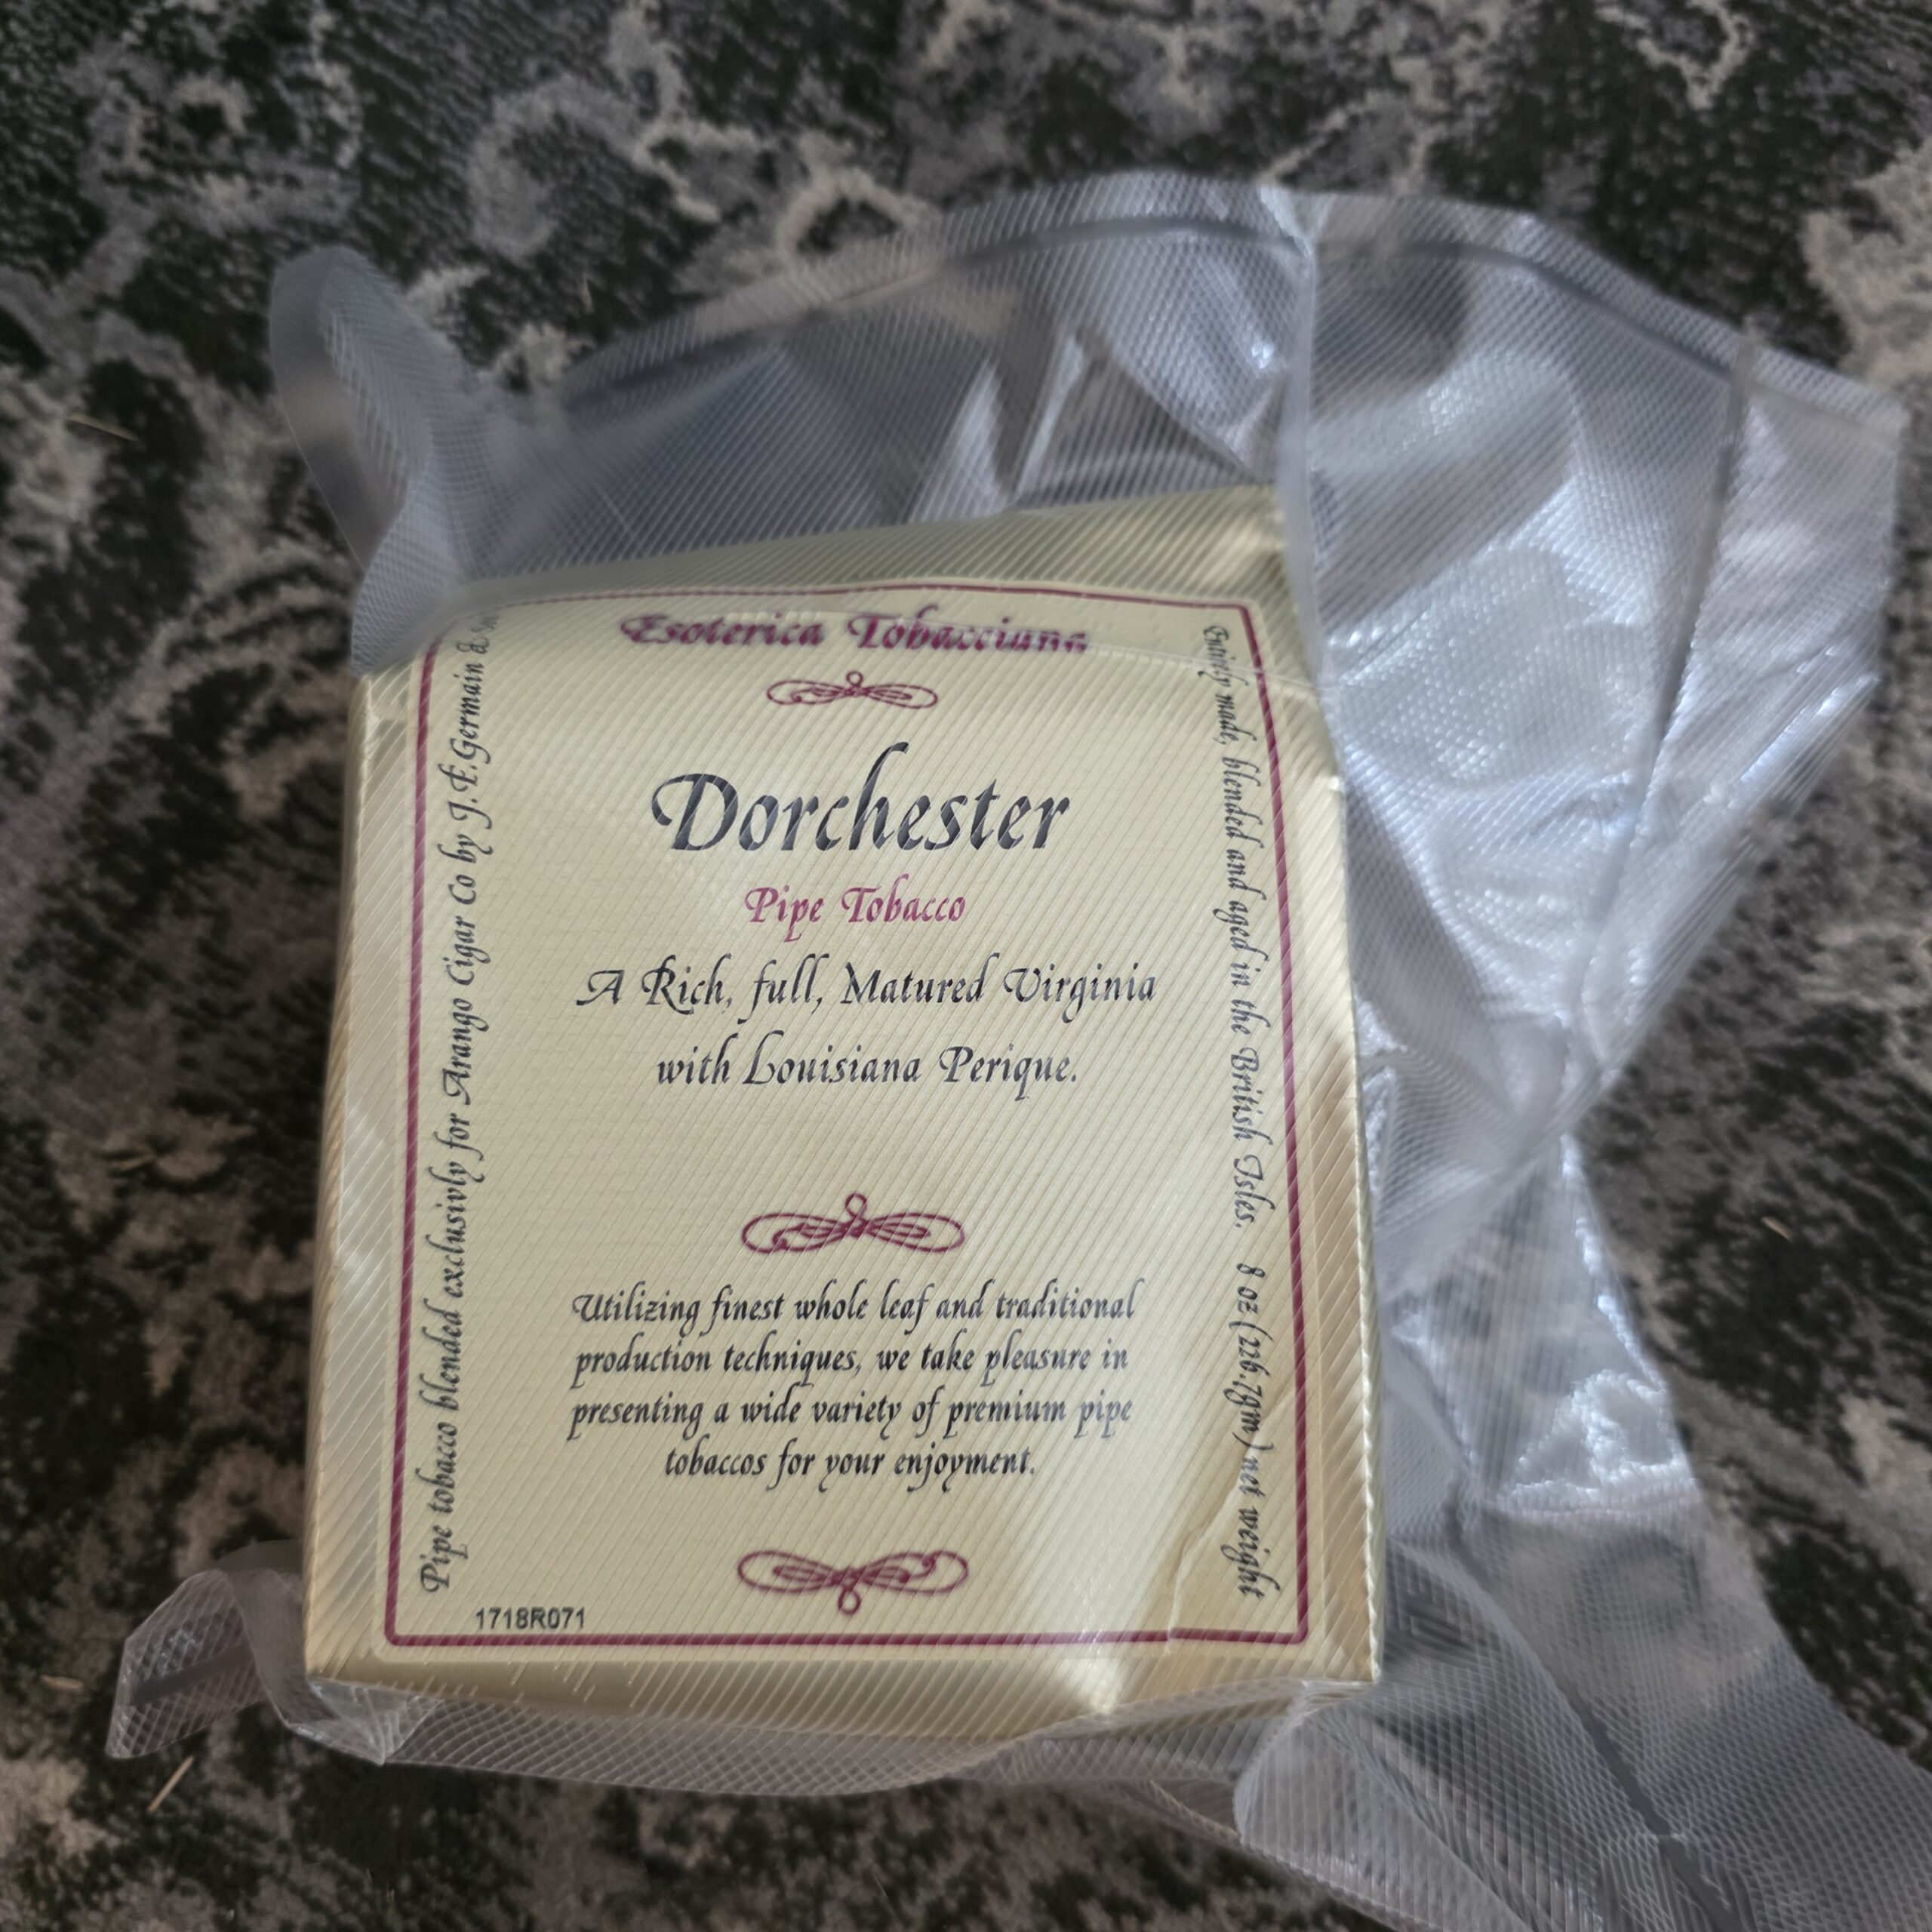 Esoterica Tobacciana
Dorchester
Pipe Tobacco
A Rich, full, Matured Virginia
with Louisiana Perique.
Utilizing finest whole leaf and traditional
production techniques, we take pleasure in
presenting a wide variety of premium pipe
tobaccos for your enjoyment.
1718R071
Pipe tobacco blended exclusivly for Arango Cigar Co by J.F.Germain &
Entirely made, blended and aged in the British Isles. 8 oz (226.7gm) net weight